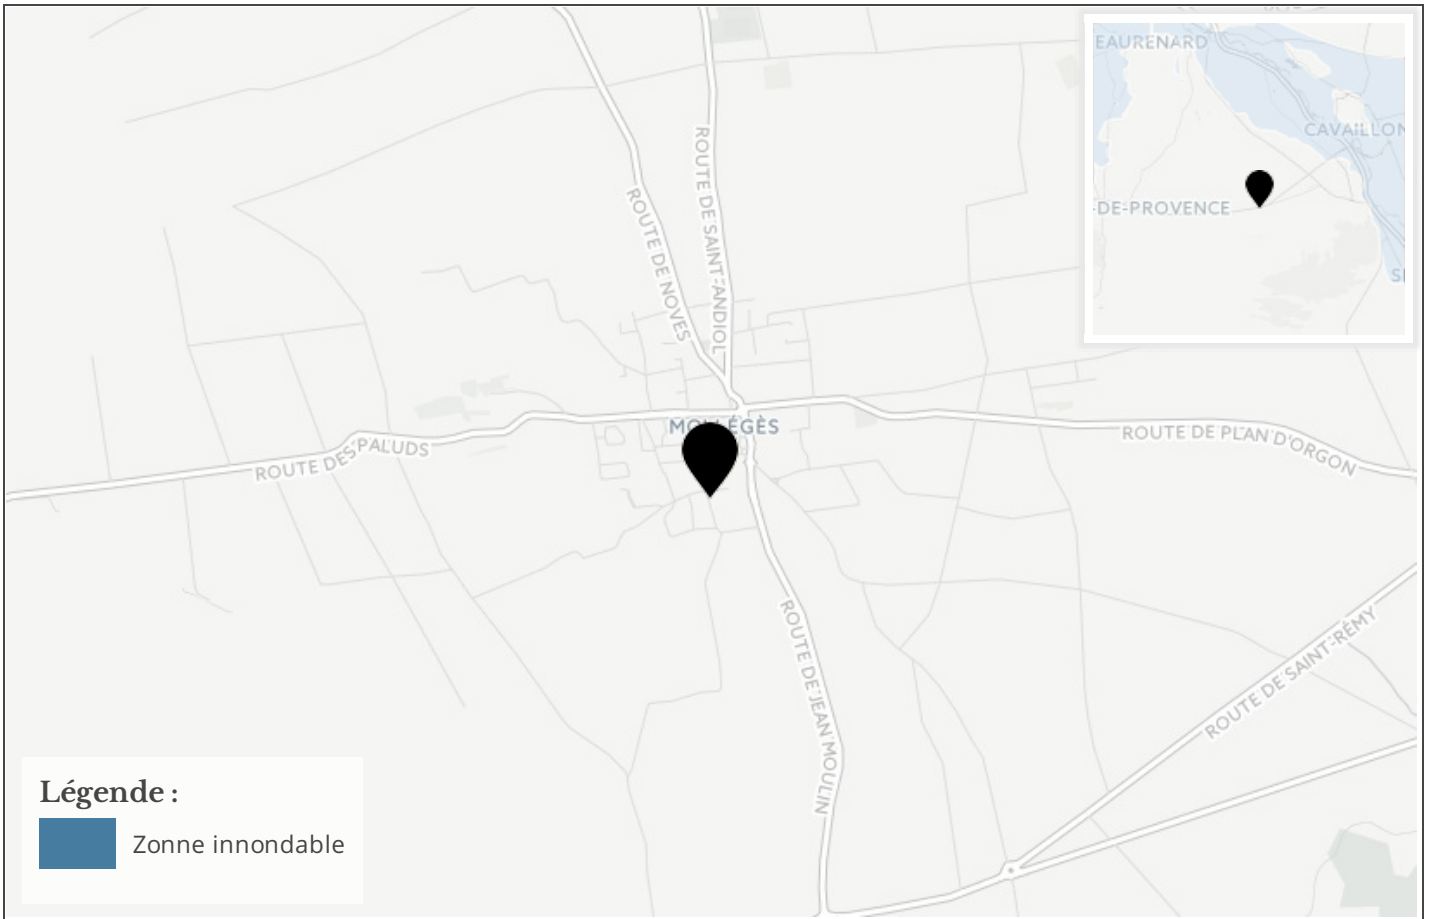 EAURENARD
CAVAILLON
-DE-PROVENCE
ROUTE DE SAINT-ANDIOL
ROUTE DE NOVES
MOLLÉGÈS
ROUTE DES PALUDS
ROUTE DE PLAN D'ORGON
ROUTE DE JEAN MOULIN
ROUTE DE SAINT-RÉMY
Légende :
Zonne innondable